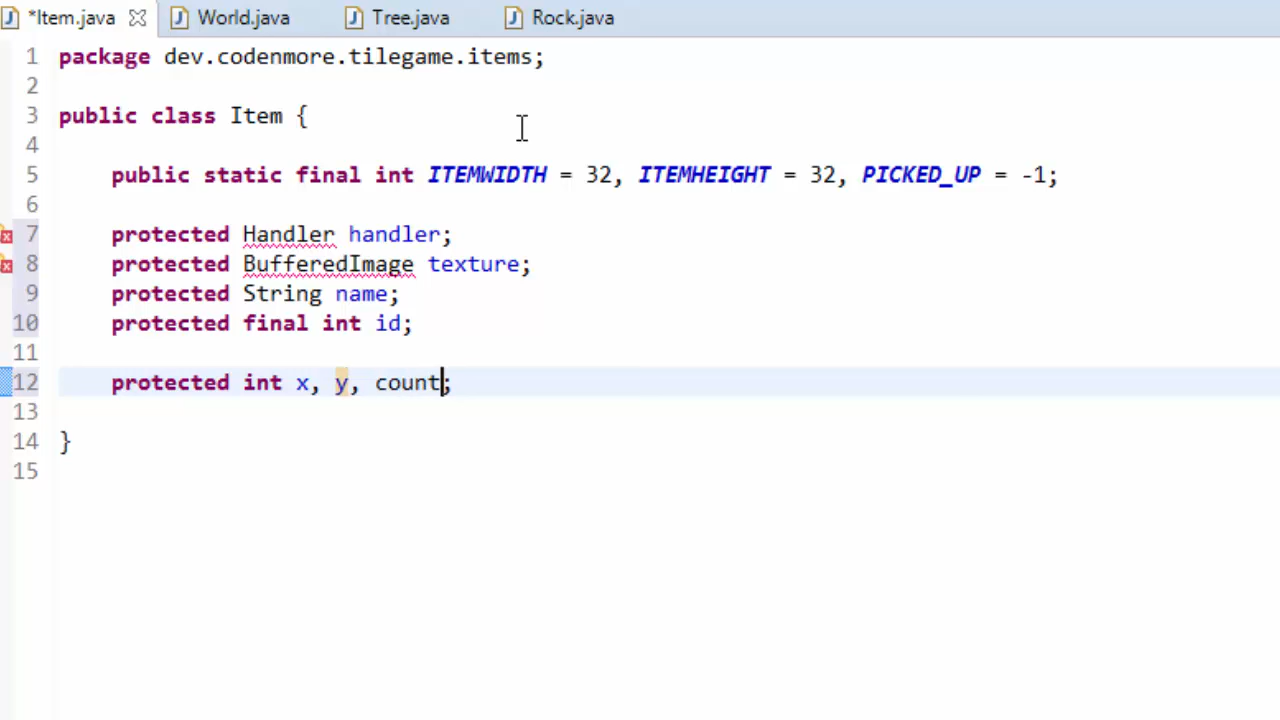 *Item.java World.java Tree.java Rock.java
1 package dev.codenmore.tilegame.items;
2
3 public class Item {
4
5 public static final int ITEMWIDTH = 32, ITEMHEIGHT = 32, PICKED_UP = -1;
6
7 protected Handler handler;
8 protected BufferedImage texture;
9 protected String name;
10 protected final int id;
11
12 protected int x, y, count;
13
14 }
15